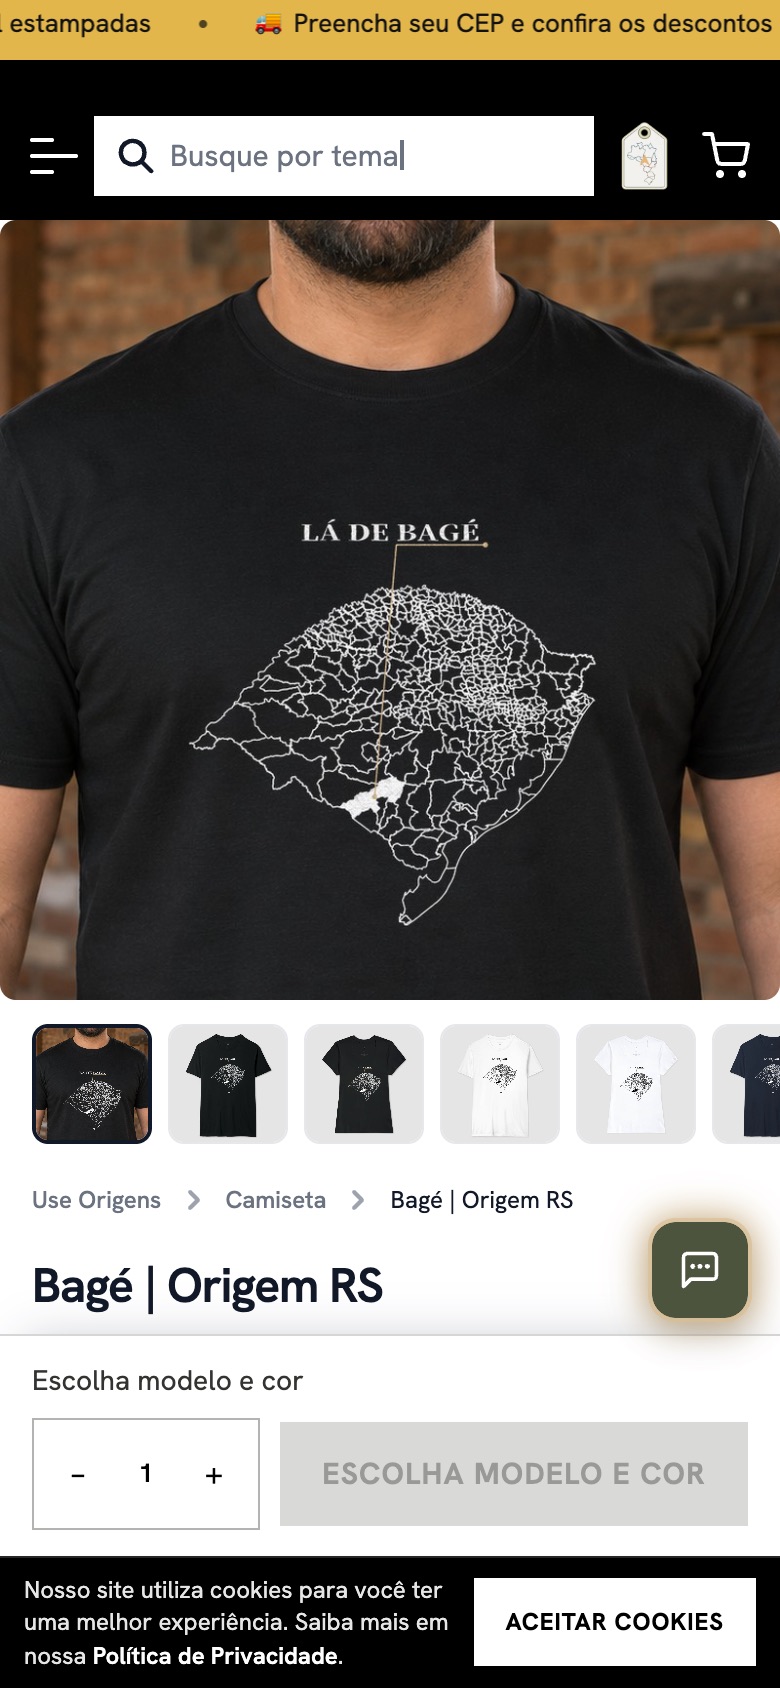 estampadas • 🚚 Preencha seu CEP e confira os descontos
Busque por tema
LÁ DE BAGÉ
Use Origens > Camiseta > Bagé | Origem RS
Bagé | Origem RS
Escolha modelo e cor
- 1 +
ESCOLHA MODELO E COR
Nosso site utiliza cookies para você ter
uma melhor experiência. Saiba mais em
nossa Política de Privacidade.
ACEITAR COOKIES